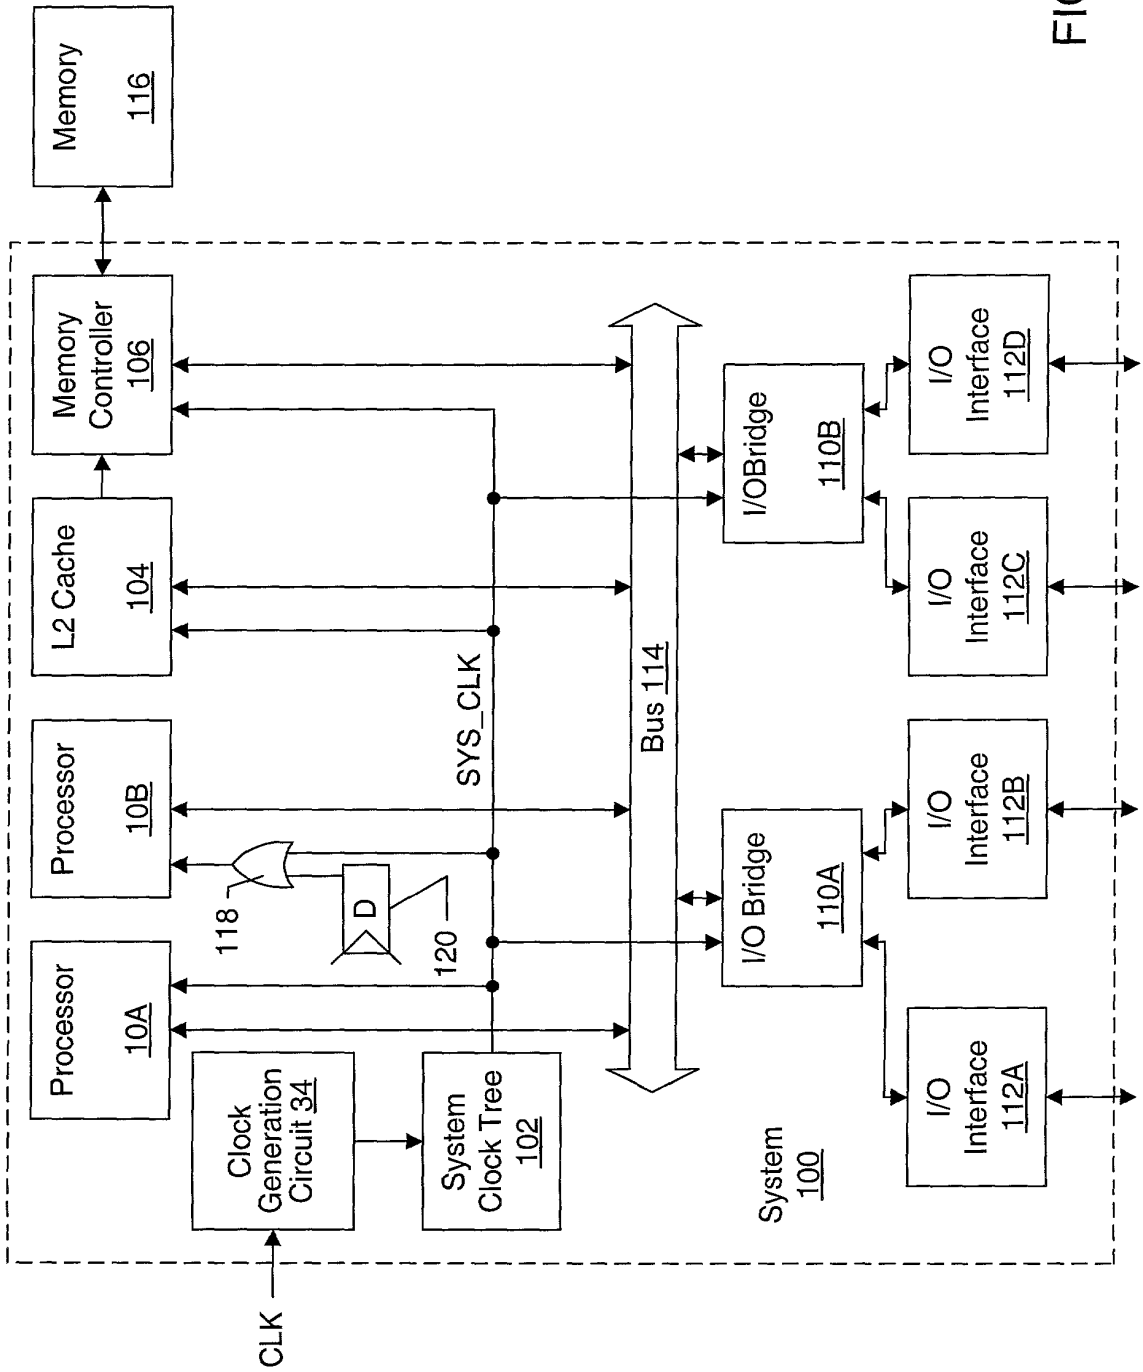 Processor
10A
Processor
10B
L2 Cache
104
Memory
Controller
106
Memory
116
CLK
Clock
Generation
Circuit 34
118
D
120
System
Clock Tree
102
SYS_CLK
Bus 114
System
100
I/O Bridge
110A
I/OBridge
110B
I/O
Interface
112A
I/O
Interface
112B
I/O
Interface
112C
I/O
Interface
112D